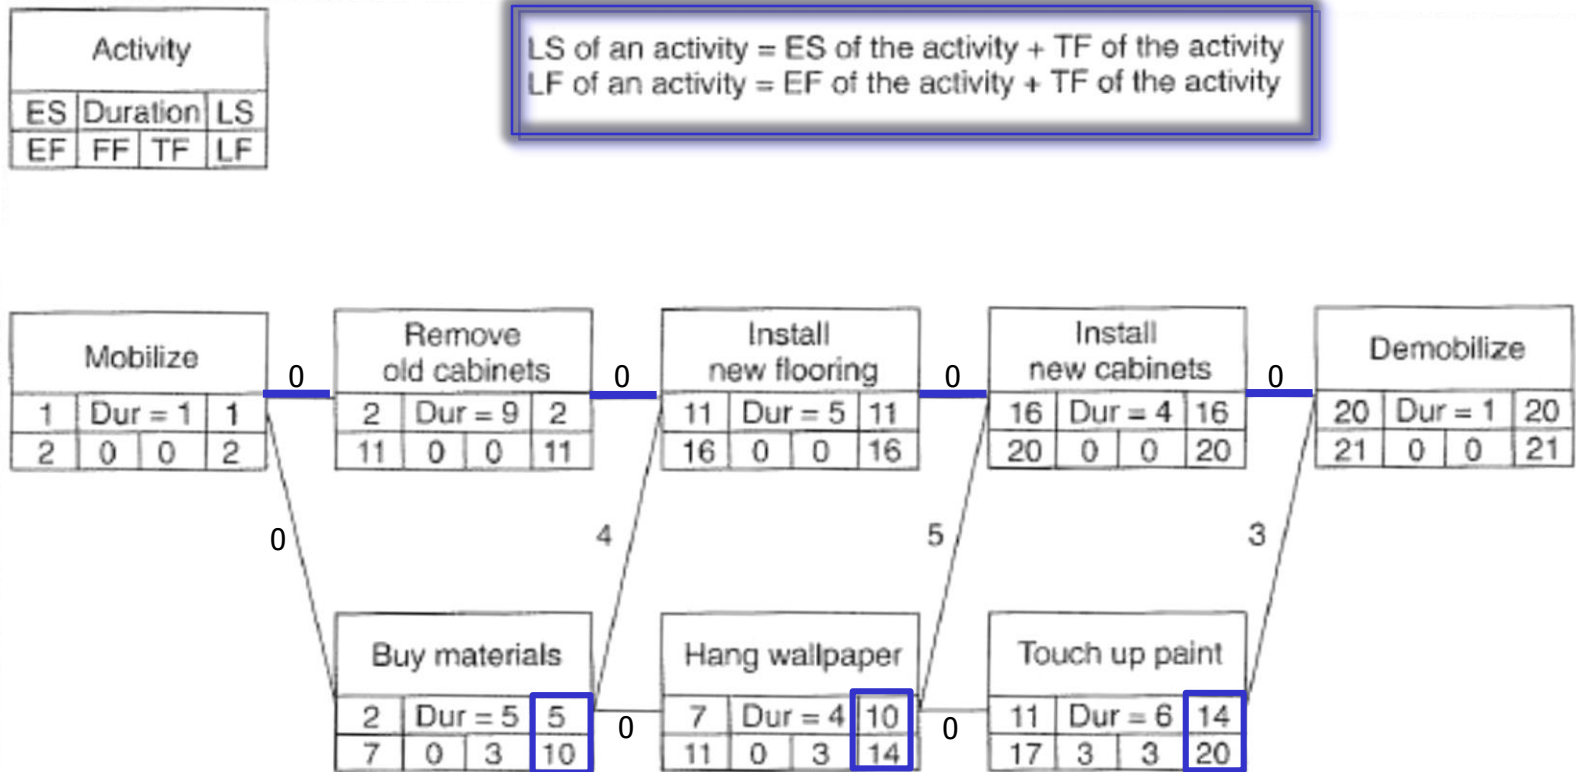 Activity
ES Duration LS
EF FF TF LF
LS of an activity = ES of the activity + TF of the activity
LF of an activity = EF of the activity + TF of the activity
Mobilize
1 Dur = 1 1
2 0 0 2
0
Remove
old cabinets
2 Dur = 9 2
11 0 0 11
0
Install
new flooring
11 Dur = 5 11
16 0 0 16
0
Install
new cabinets
16 Dur = 4 16
20 0 0 20
0
Demobilize
20 Dur = 1 20
21 0 0 21
0
4
5
3
Buy materials
2 Dur = 5 5
7 0 3 10
0
Hang wallpaper
7 Dur = 4 10
11 0 3 14
0
Touch up paint
11 Dur = 6 14
17 3 3 20